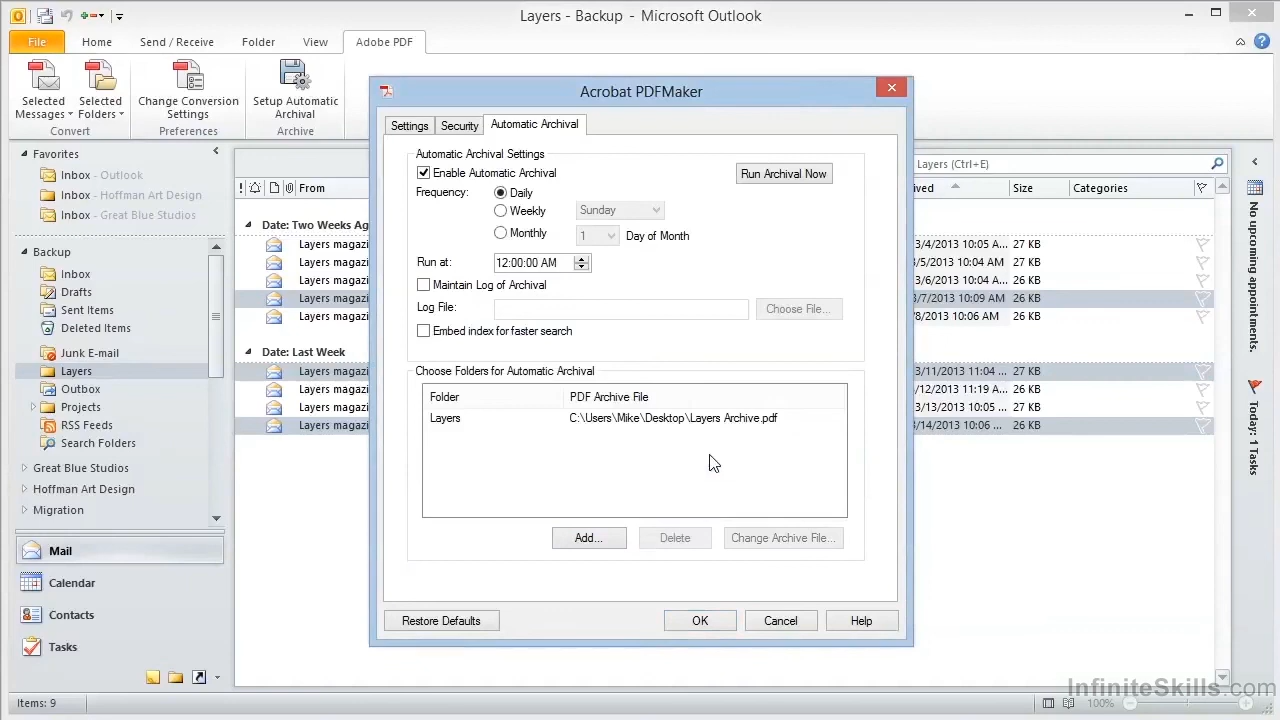 Layers - Backup - Microsoft Outlook
File Home Send / Receive Folder View Adobe PDF
Selected Messages
Selected Folders
Change Conversion Settings
Setup Automatic Archival
Convert
Preferences
Archive
Favorites
Inbox - Outlook
Inbox - Hoffman Art Design
Inbox - Great Blue Studios
Backup
Inbox
Drafts
Sent Items
Deleted Items
Junk E-mail
Layers
Outbox
Projects
RSS Feeds
Search Folders
Great Blue Studios
Hoffman Art Design
Migration
Mail
Calendar
Contacts
Tasks
Items: 9
From
Date: Two Weeks Ag
Layers magazi
Layers magazi
Layers magazi
Layers magazi
Layers magazi
Date: Last Week
Layers magazi
Layers magazi
Layers magazi
Layers magazi
Acrobat PDFMaker
Settings Security Automatic Archival
Automatic Archival Settings
Enable Automatic Archival
Run Archival Now
Frequency: Daily
Weekly Sunday
Monthly 1 Day of Month
Run at: 12:00:00 AM
Maintain Log of Archival
Log File: Choose File...
Embed index for faster search
Choose Folders for Automatic Archival
Folder PDF Archive File
Layers C:\Users\Mike\Desktop\Layers Archive.pdf
Add... Delete Change Archive File...
Restore Defaults OK Cancel Help
Layers (Ctrl+E)
ived Size Categories
3/4/2013 10:05 A... 27 KB
3/5/2013 10:04 AM 27 KB
3/6/2013 10:04 A... 26 KB
3/7/2013 10:09 AM 26 KB
/8/2013 10:06 AM 26 KB
3/11/2013 11:04 ... 26 KB
3/12/2013 11:19 A... 26 KB
3/13/2013 10:05 ... 26 KB
3/14/2013 10:06 ... 26 KB
No upcoming appointments.
Today: 1 Tasks
InfiniteSkills.com
100%